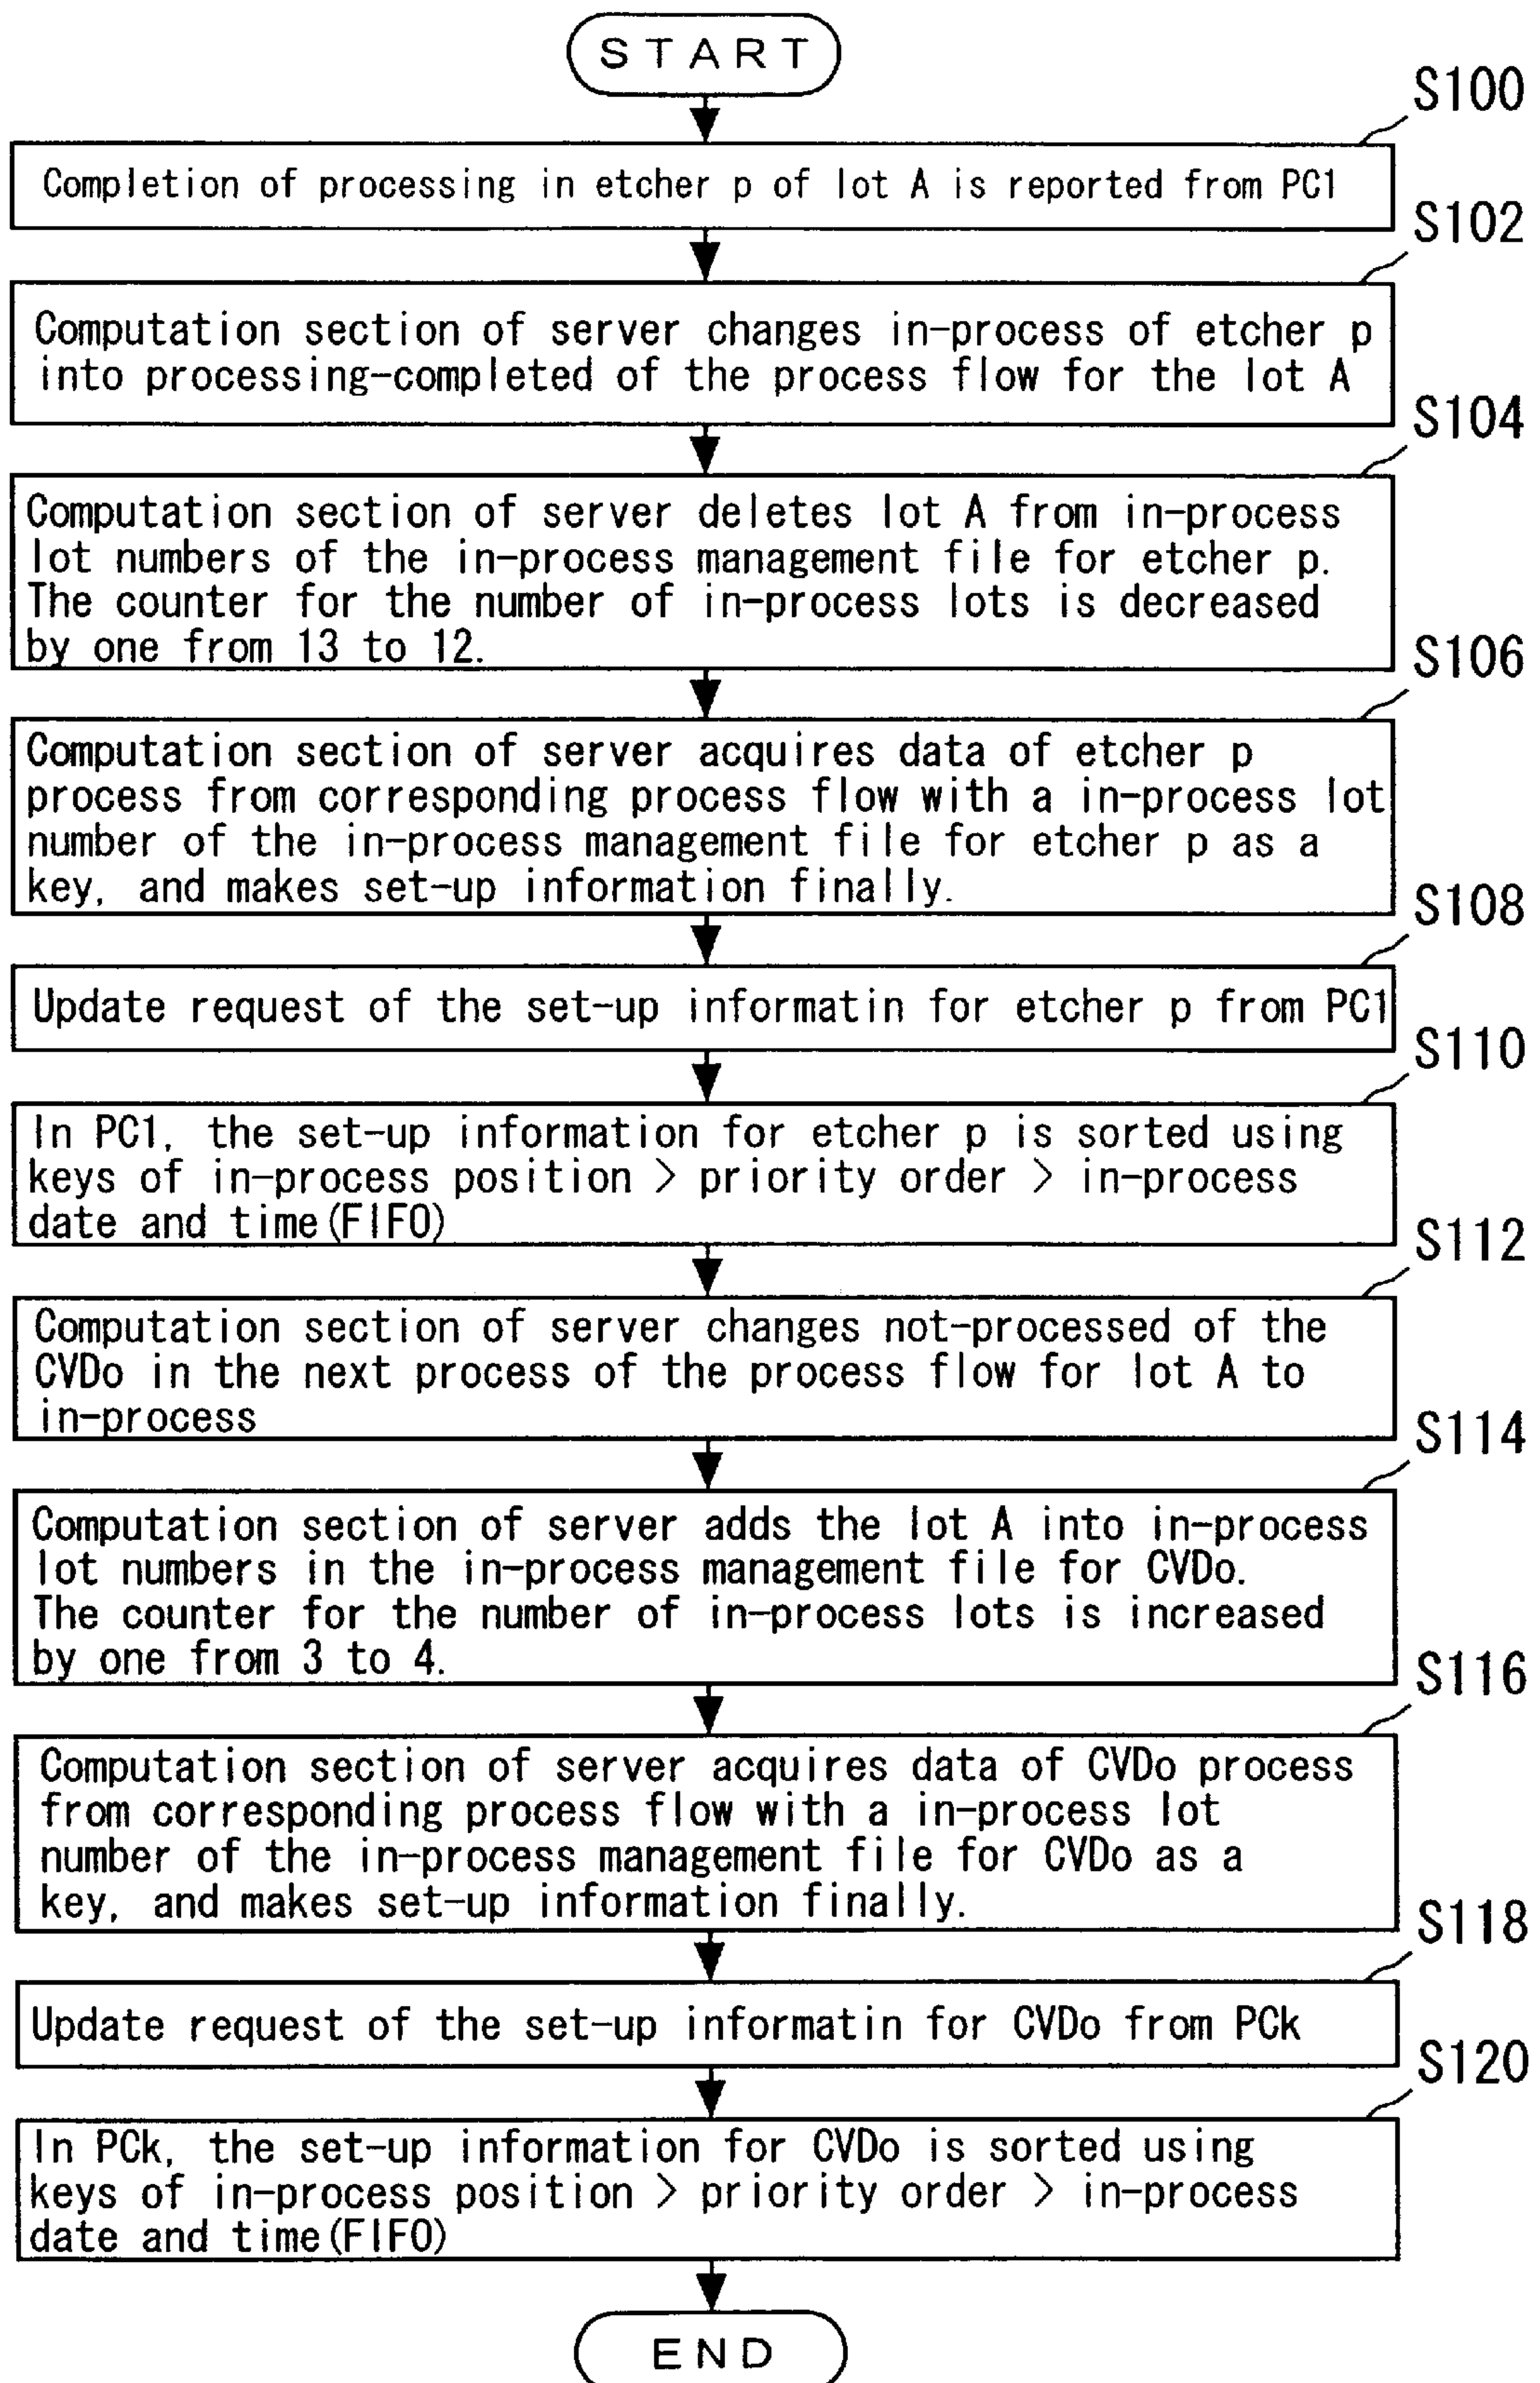 START
S100
Completion of processing in etcher p of lot A is reported from PC1
S102
Computation section of server changes in-process of etcher p
into processing-completed of the process flow for the lot A
S104
Computation section of server deletes lot A from in-process
lot numbers of the in-process management file for etcher p.
The counter for the number of in-process lots is decreased
by one from 13 to 12.
S106
Computation section of server acquires data of etcher p
process from corresponding process flow with a in-process lot
number of the in-process management file for etcher p as a
key, and makes set-up information finally.
S108
Update request of the set-up informatin for etcher p from PC1
S110
In PC1, the set-up information for etcher p is sorted using
keys of in-process position > priority order > in-process
date and time(FIFO)
S112
Computation section of server changes not-processed of the
CVDo in the next process of the process flow for lot A to
in-process
S114
Computation section of server adds the lot A into in-process
lot numbers in the in-process management file for CVDo.
The counter for the number of in-process lots is increased
by one from 3 to 4.
S116
Computation section of server acquires data of CVDo process
from corresponding process flow with a in-process lot
number of the in-process management file for CVDo as a
key, and makes set-up information finally.
S118
Update request of the set-up informatin for CVDo from PCk
S120
In PCk, the set-up information for CVDo is sorted using
keys of in-process position > priority order > in-process
date and time(FIFO)
END